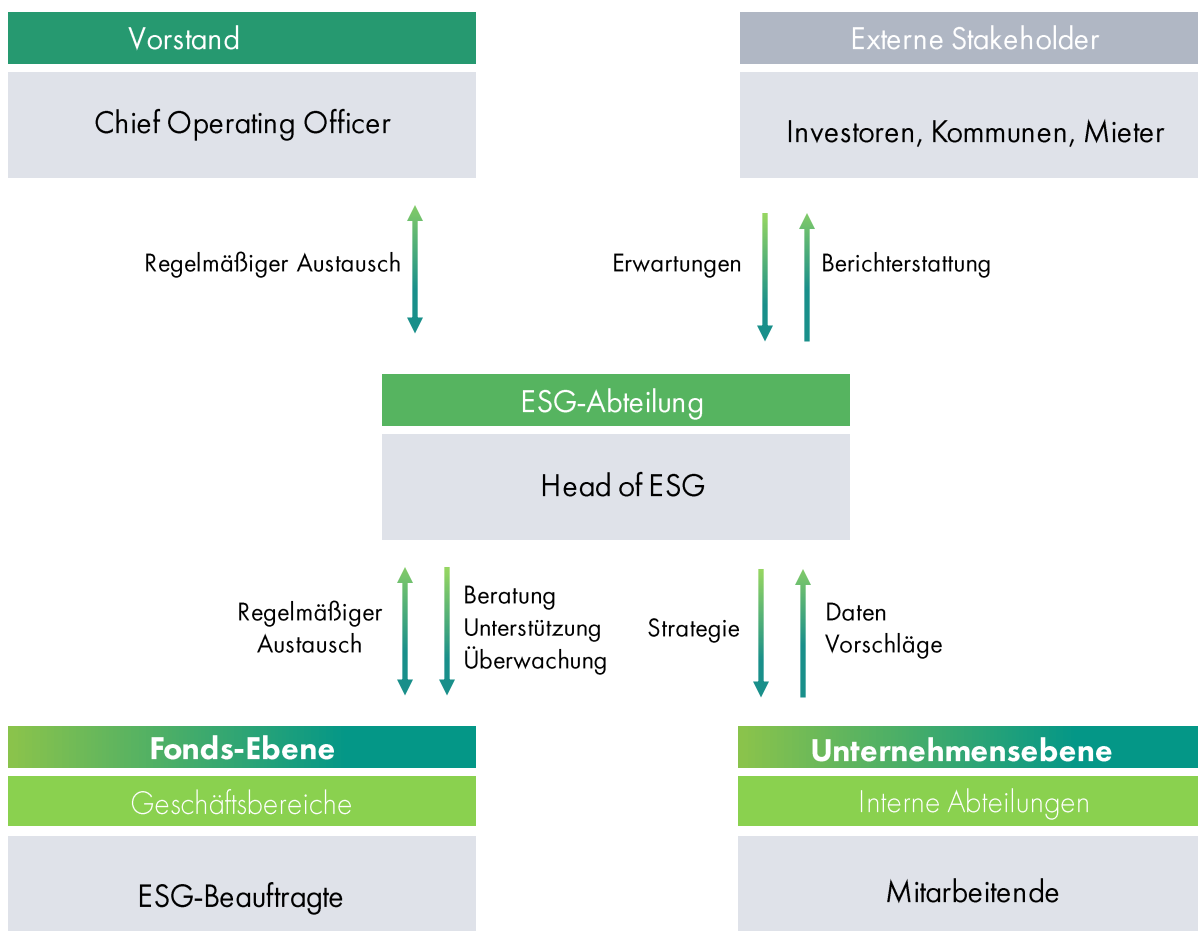 Vorstand
Externe Stakeholder
Chief Operating Officer
Investoren, Kommunen, Mieter
Regelmäßiger Austausch
Erwartungen
Berichterstattung
ESG-Abteilung
Head of ESG
Regelmäßiger
Austausch
Beratung
Unterstützung
Überwachung
Strategie
Daten
Vorschläge
Fonds-Ebene
Geschäftsbereiche
ESG-Beauftragte
Unternehmensebene
Interne Abteilungen
Mitarbeitende